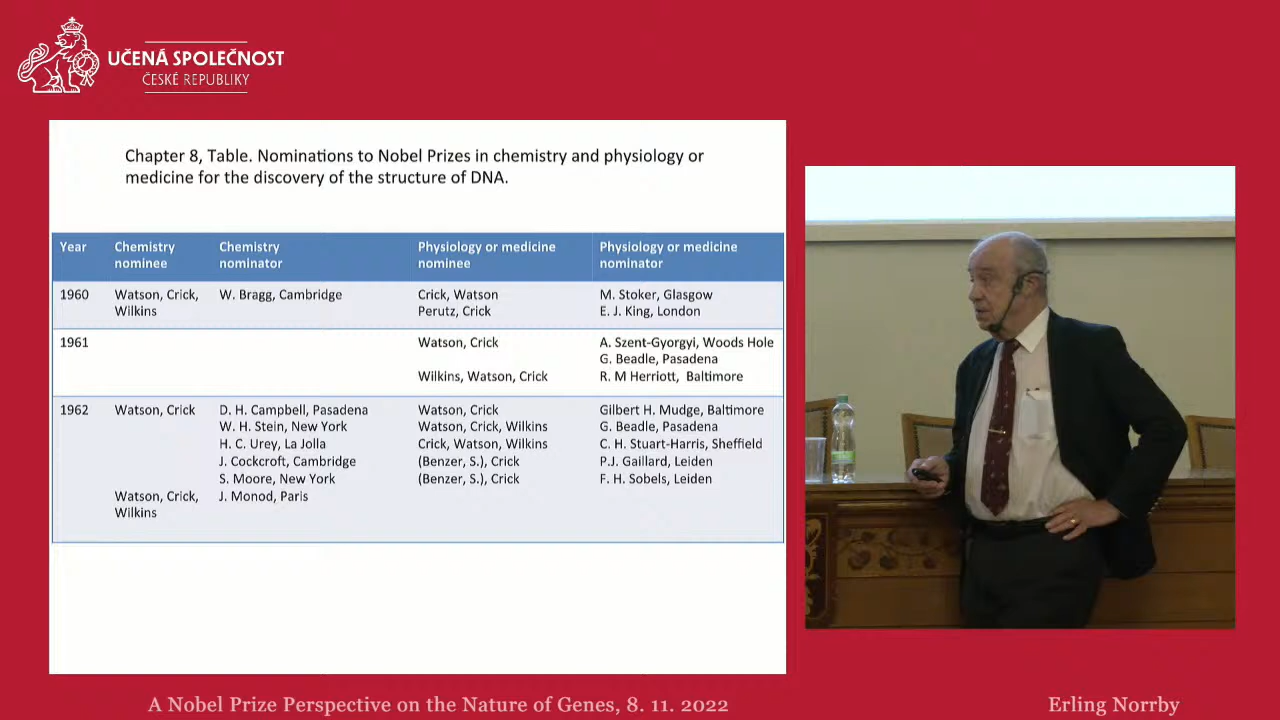 UČENÁ SPOLEČNOST
ČESKÉ REPUBLIKY
Chapter 8, Table. Nominations to Nobel Prizes in chemistry and physiology or
medicine for the discovery of the structure of DNA.
Year Chemistry nominee Chemistry nominator Physiology or medicine nominee Physiology or medicine nominator
1960 Watson, Crick, W. Bragg, Cambridge Crick, Watson M. Stoker, Glasgow
Wilkins Perutz, Crick E. J. King, London
1961 Watson, Crick A. Szent-Gyorgyi, Woods Hole
G. Beadle, Pasadena
Wilkins, Watson, Crick R. M Herriott, Baltimore
1962 Watson, Crick D. H. Campbell, Pasadena Watson, Crick Gilbert H. Mudge, Baltimore
W. H. Stein, New York Watson, Crick, Wilkins G. Beadle, Pasadena
H. C. Urey, La Jolla Crick, Watson, Wilkins C. H. Stuart-Harris, Sheffield
J. Cockcroft, Cambridge (Benzer, S.), Crick P.J. Gaillard, Leiden
S. Moore, New York (Benzer, S.), Crick F. H. Sobels, Leiden
Watson, Crick, J. Monod, Paris
Wilkins
A Nobel Prize Perspective on the Nature of Genes, 8. 11. 2022 Erling Norrby